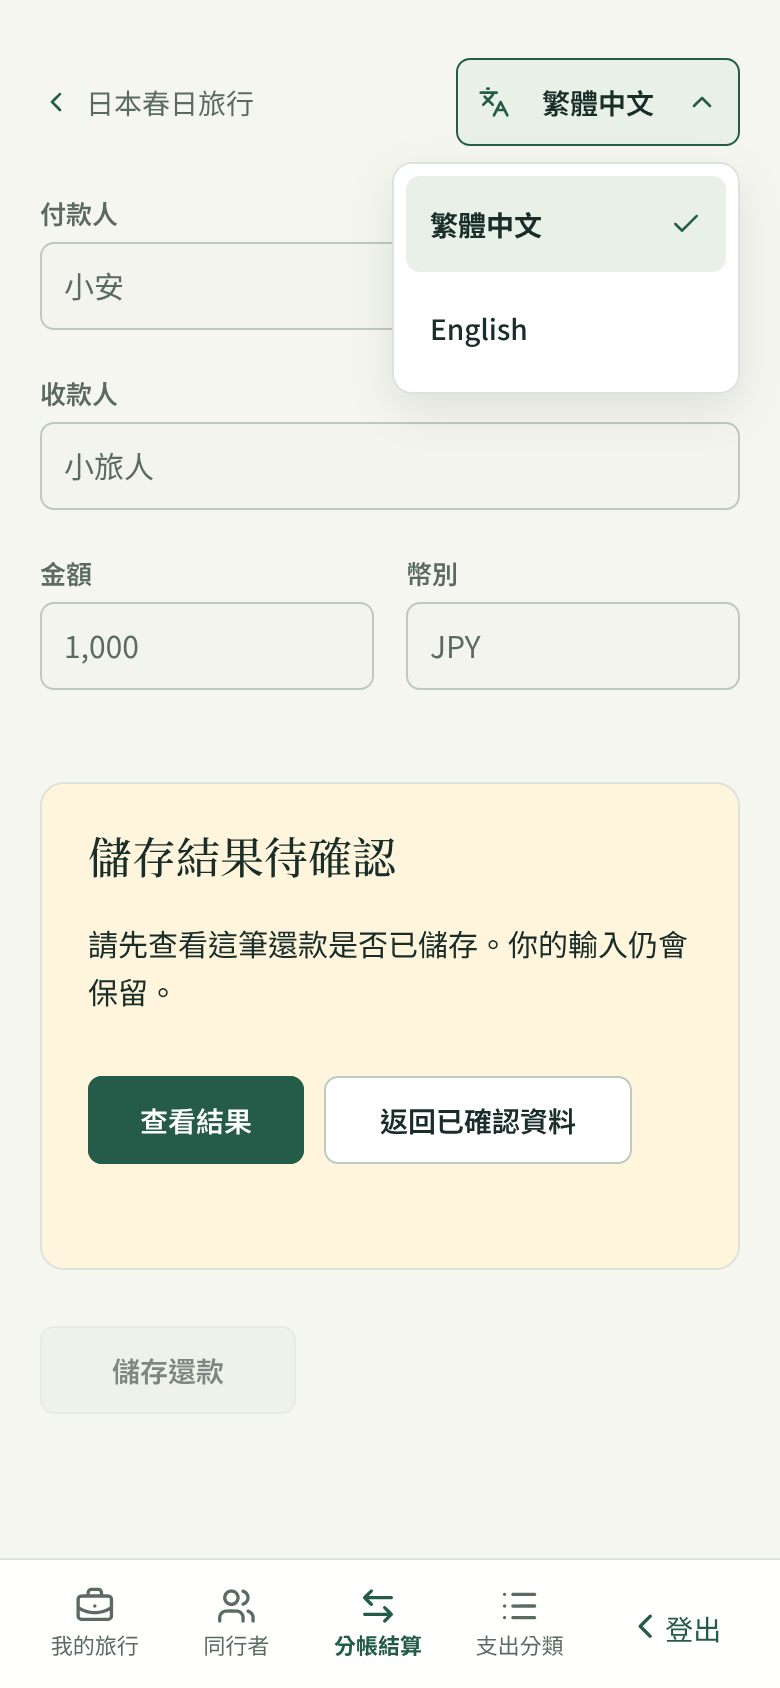 日本春日旅行
繁體中文
繁體中文
English
付款人
小安
收款人
小旅人
金額
幣別
1,000
JPY
儲存結果待確認
請先查看這筆還款是否已儲存。你的輸入仍會
保留。
查看結果
返回已確認資料
儲存還款
我的旅行
同行者
分帳結算
支出分類
登出